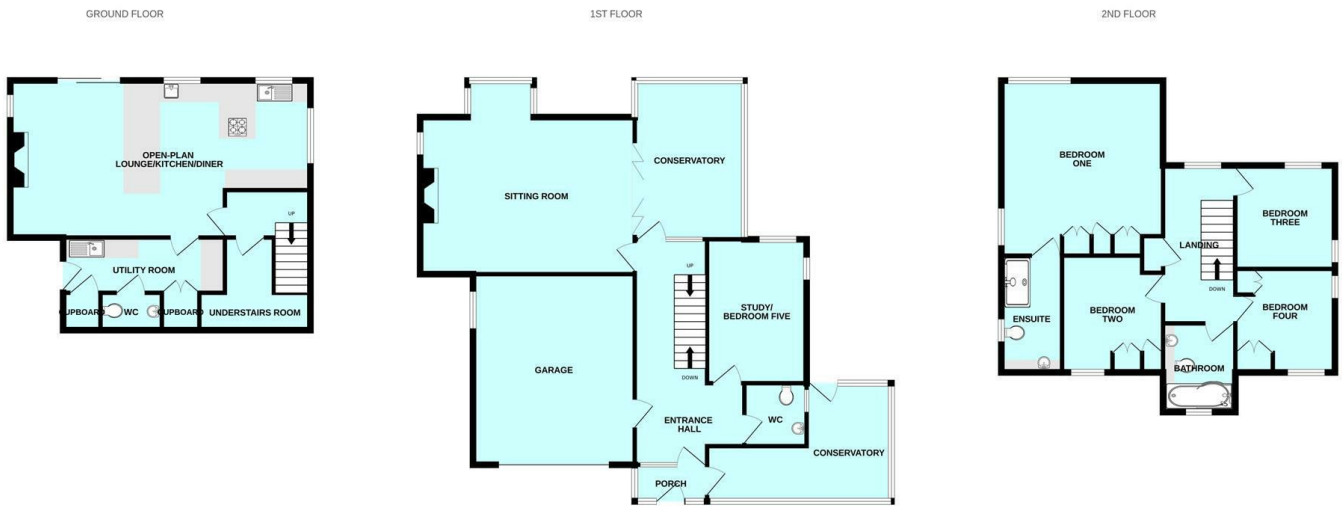 GROUND FLOOR
1ST FLOOR
2ND FLOOR
OPEN-PLAN
LOUNGE/KITCHEN/DINER
UP
UTILITY ROOM
CUPBOARD
WC
CUPBOARD
UNDERSTAIRS ROOM
CONSERVATORY
SITTING ROOM
UP
STUDY/
BEDROOM FIVE
GARAGE
DOWN
ENTRANCE
HALL
WC
CONSERVATORY
PORCH
BEDROOM
ONE
BEDROOM
THREE
LANDING
DOWN
BEDROOM
TWO
BEDROOM
FOUR
ENSUITE
BATHROOM